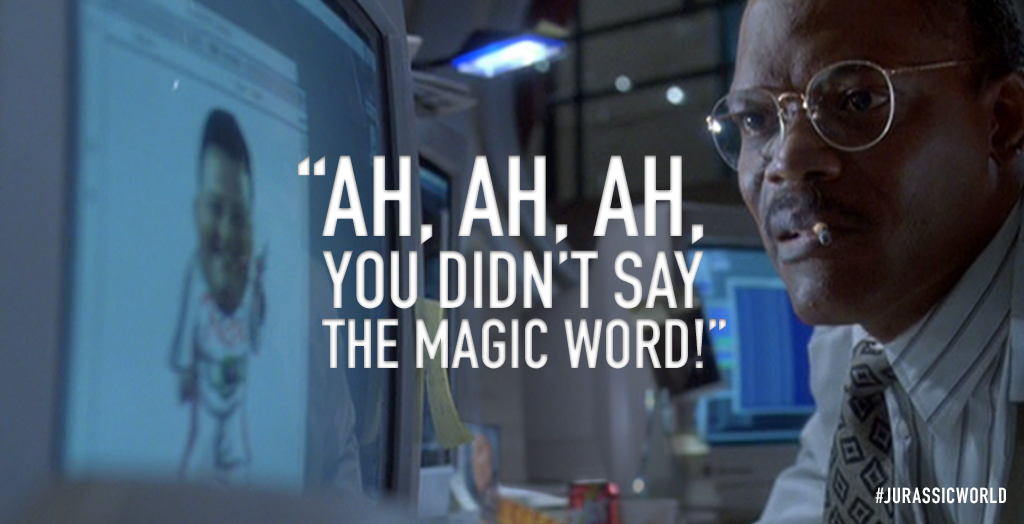 “AH, AH, AH,
YOU DIDN’T SAY
THE MAGIC WORD!”
#JURASSICWORLD